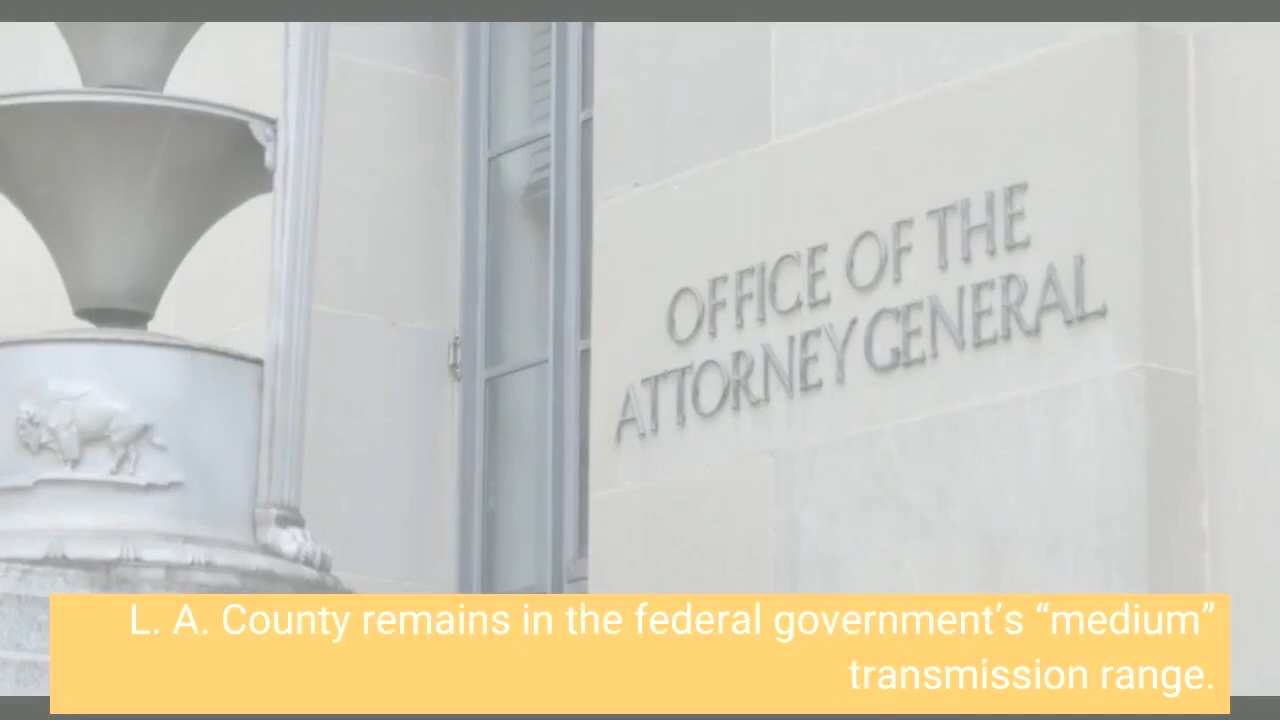 OFFICE OF THE
ATTORNEY GENERAL
L. A. County remains in the federal government’s “medium”
transmission range.